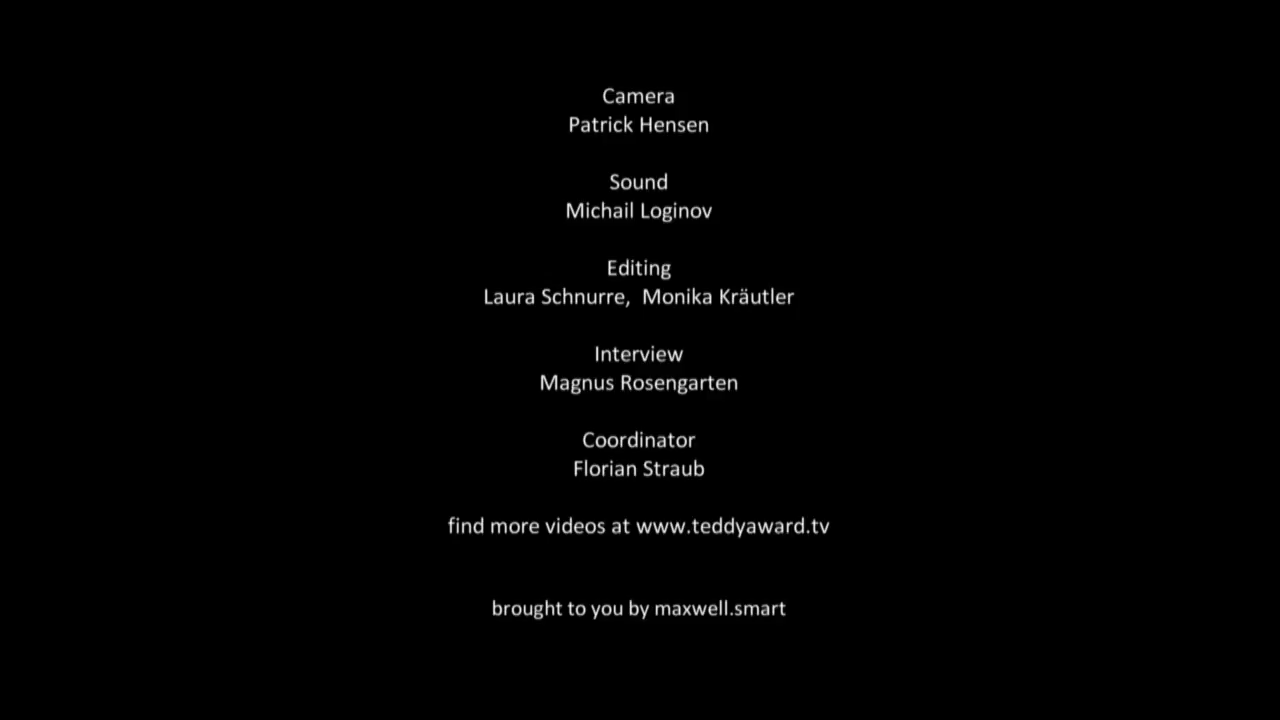 Camera
Patrick Hensen
Sound
Michail Loginov
Editing
Laura Schnurre,  Monika Kräutler
Interview
Magnus Rosengarten
Coordinator
Florian Straub
find more videos at www.teddyaward.tv
brought to you by maxwell.smart